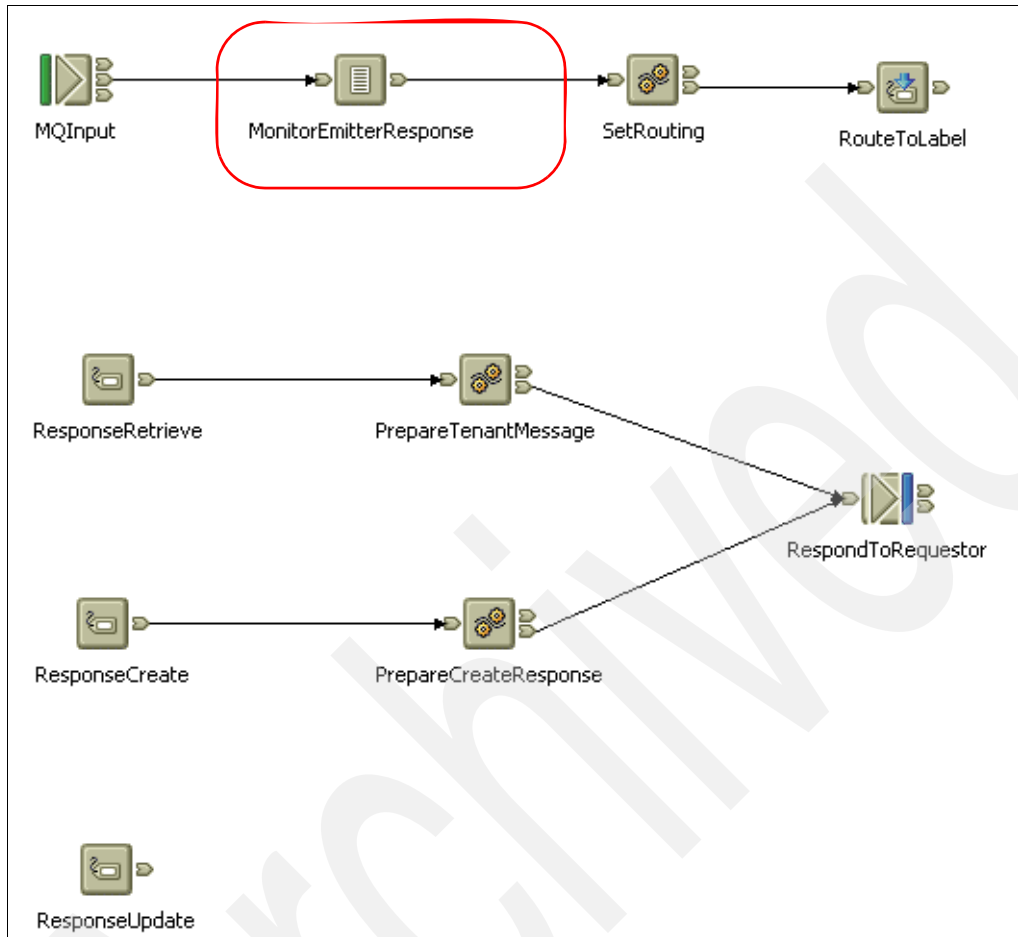 MQInput
MonitorEmitterResponse
SetRouting
RouteToLabel
ResponseRetrieve
PrepareTenantMessage
RespondToRequestor
ResponseCreate
PrepareCreateResponse
ResponseUpdate
Archived